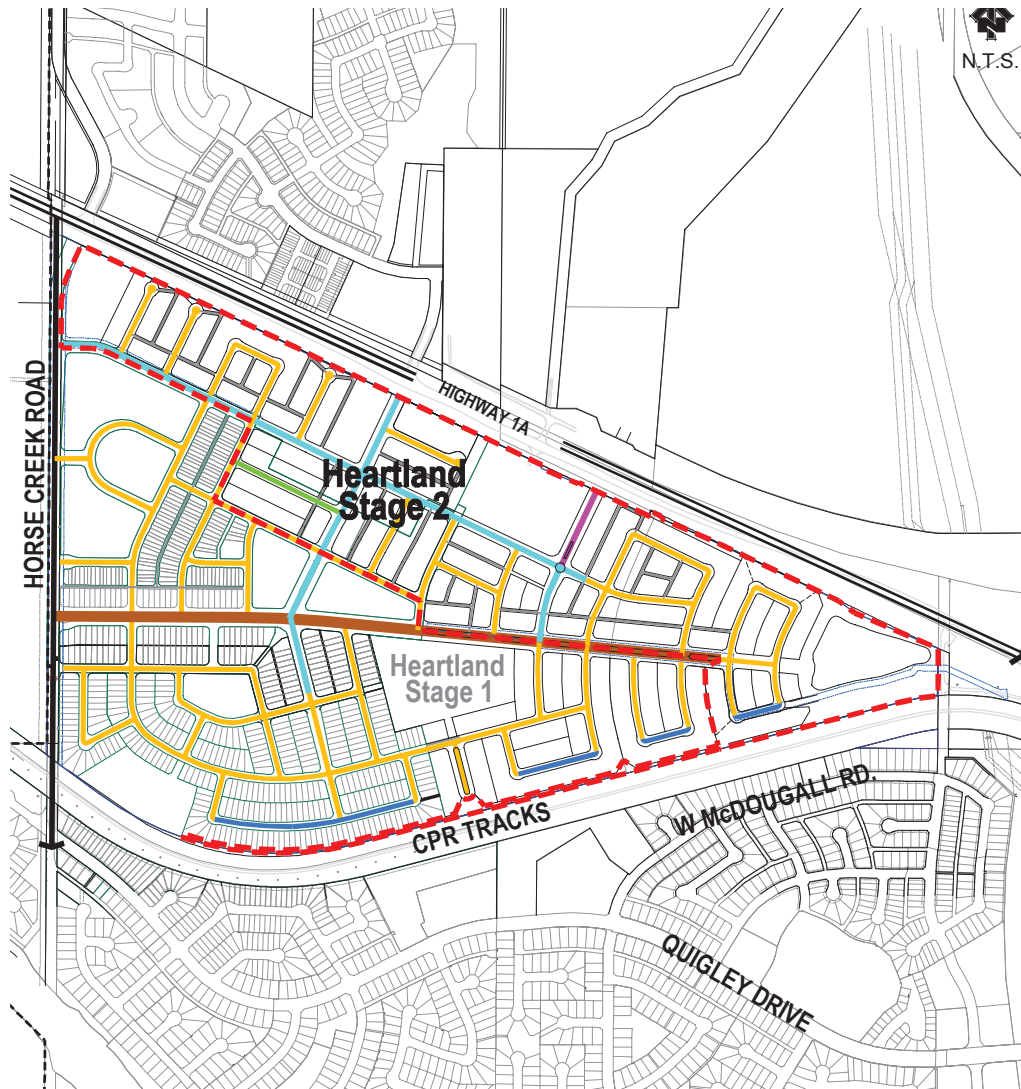 N
N.T.S.
HIGHWAY 1A
HORSE CREEK ROAD
Heartland
Stage 2
Heartland
Stage 1
W McDOUGALL RD.
CPR TRACKS
QUIGLEY DRIVE